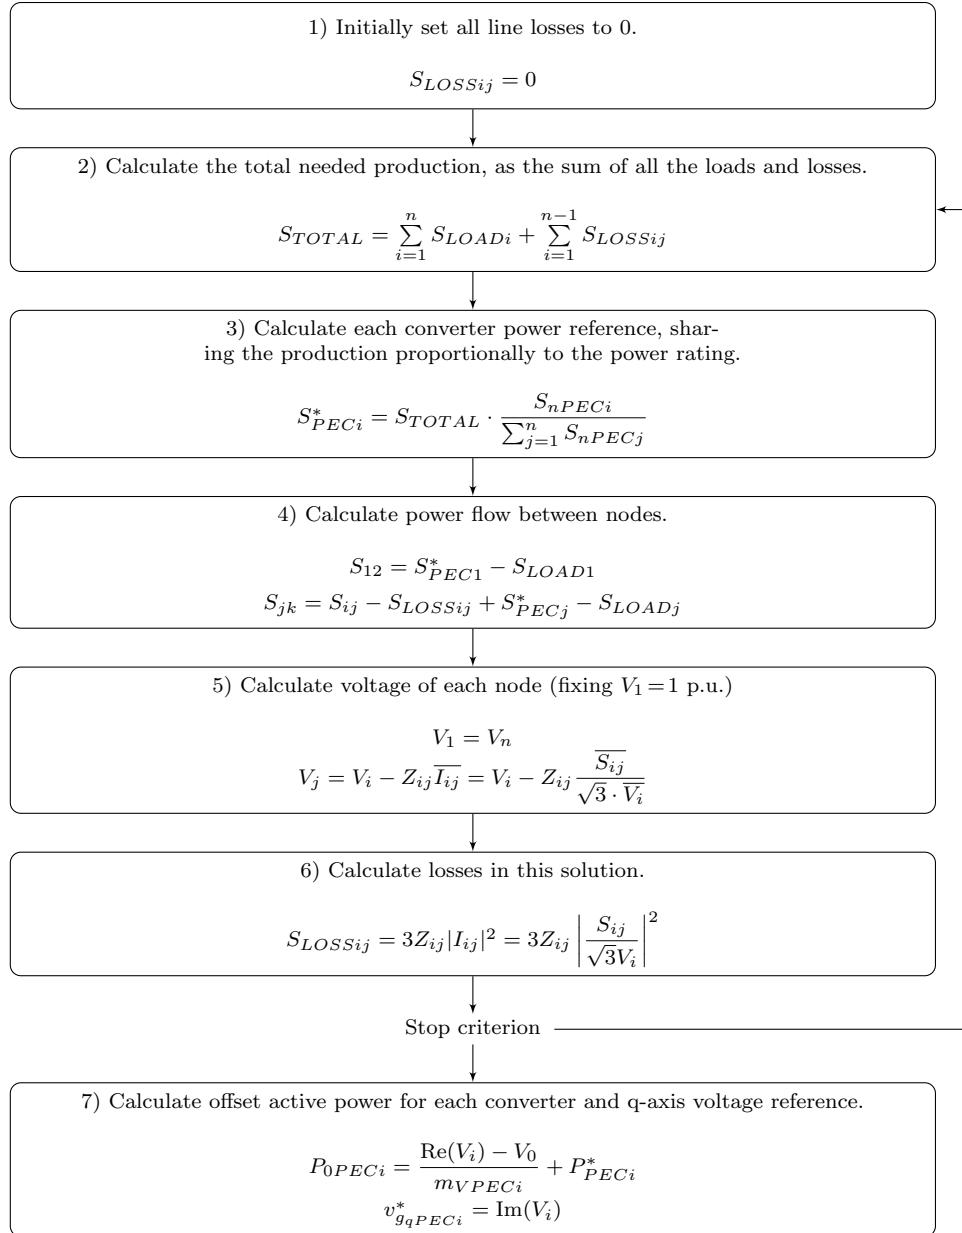 1) Initially set all line losses to 0.
S_{LOSSij} = 0
2) Calculate the total needed production, as the sum of all the loads and losses.
S_{TOTAL} = \sum_{i=1}^{n} S_{LOADi} + \sum_{i=1}^{n-1} S_{LOSSij}
3) Calculate each converter power reference, shar-
ing the production proportionally to the power rating.
S^*_{PECi} = S_{TOTAL} \cdot \frac{S_{nPECi}}{\sum_{j=1}^{n} S_{nPECj}}
4) Calculate power flow between nodes.
S_{12} = S^*_{PEC1} - S_{LOAD1}
S_{jk} = S_{ij} - S_{LOSSij} + S^*_{PECj} - S_{LOADj}
5) Calculate voltage of each node (fixing V_1 = 1 p.u.)
V_1 = V_n
V_j = V_i - Z_{ij} \overline{I_{ij}} = V_i - Z_{ij} \frac{\overline{S_{ij}}}{\sqrt{3} \cdot \overline{V_i}}
6) Calculate losses in this solution.
S_{LOSSij} = 3Z_{ij} |I_{ij}|^2 = 3Z_{ij} \left| \frac{S_{ij}}{\sqrt{3} V_i} \right|^2
Stop criterion
7) Calculate offset active power for each converter and q-axis voltage reference.
P_{0PECi} = \frac{\mathrm{Re}(V_i) - V_0}{m_{VPECi}} + P^*_{PECi}
v^*_{g_{qPECi}} = \mathrm{Im}(V_i)